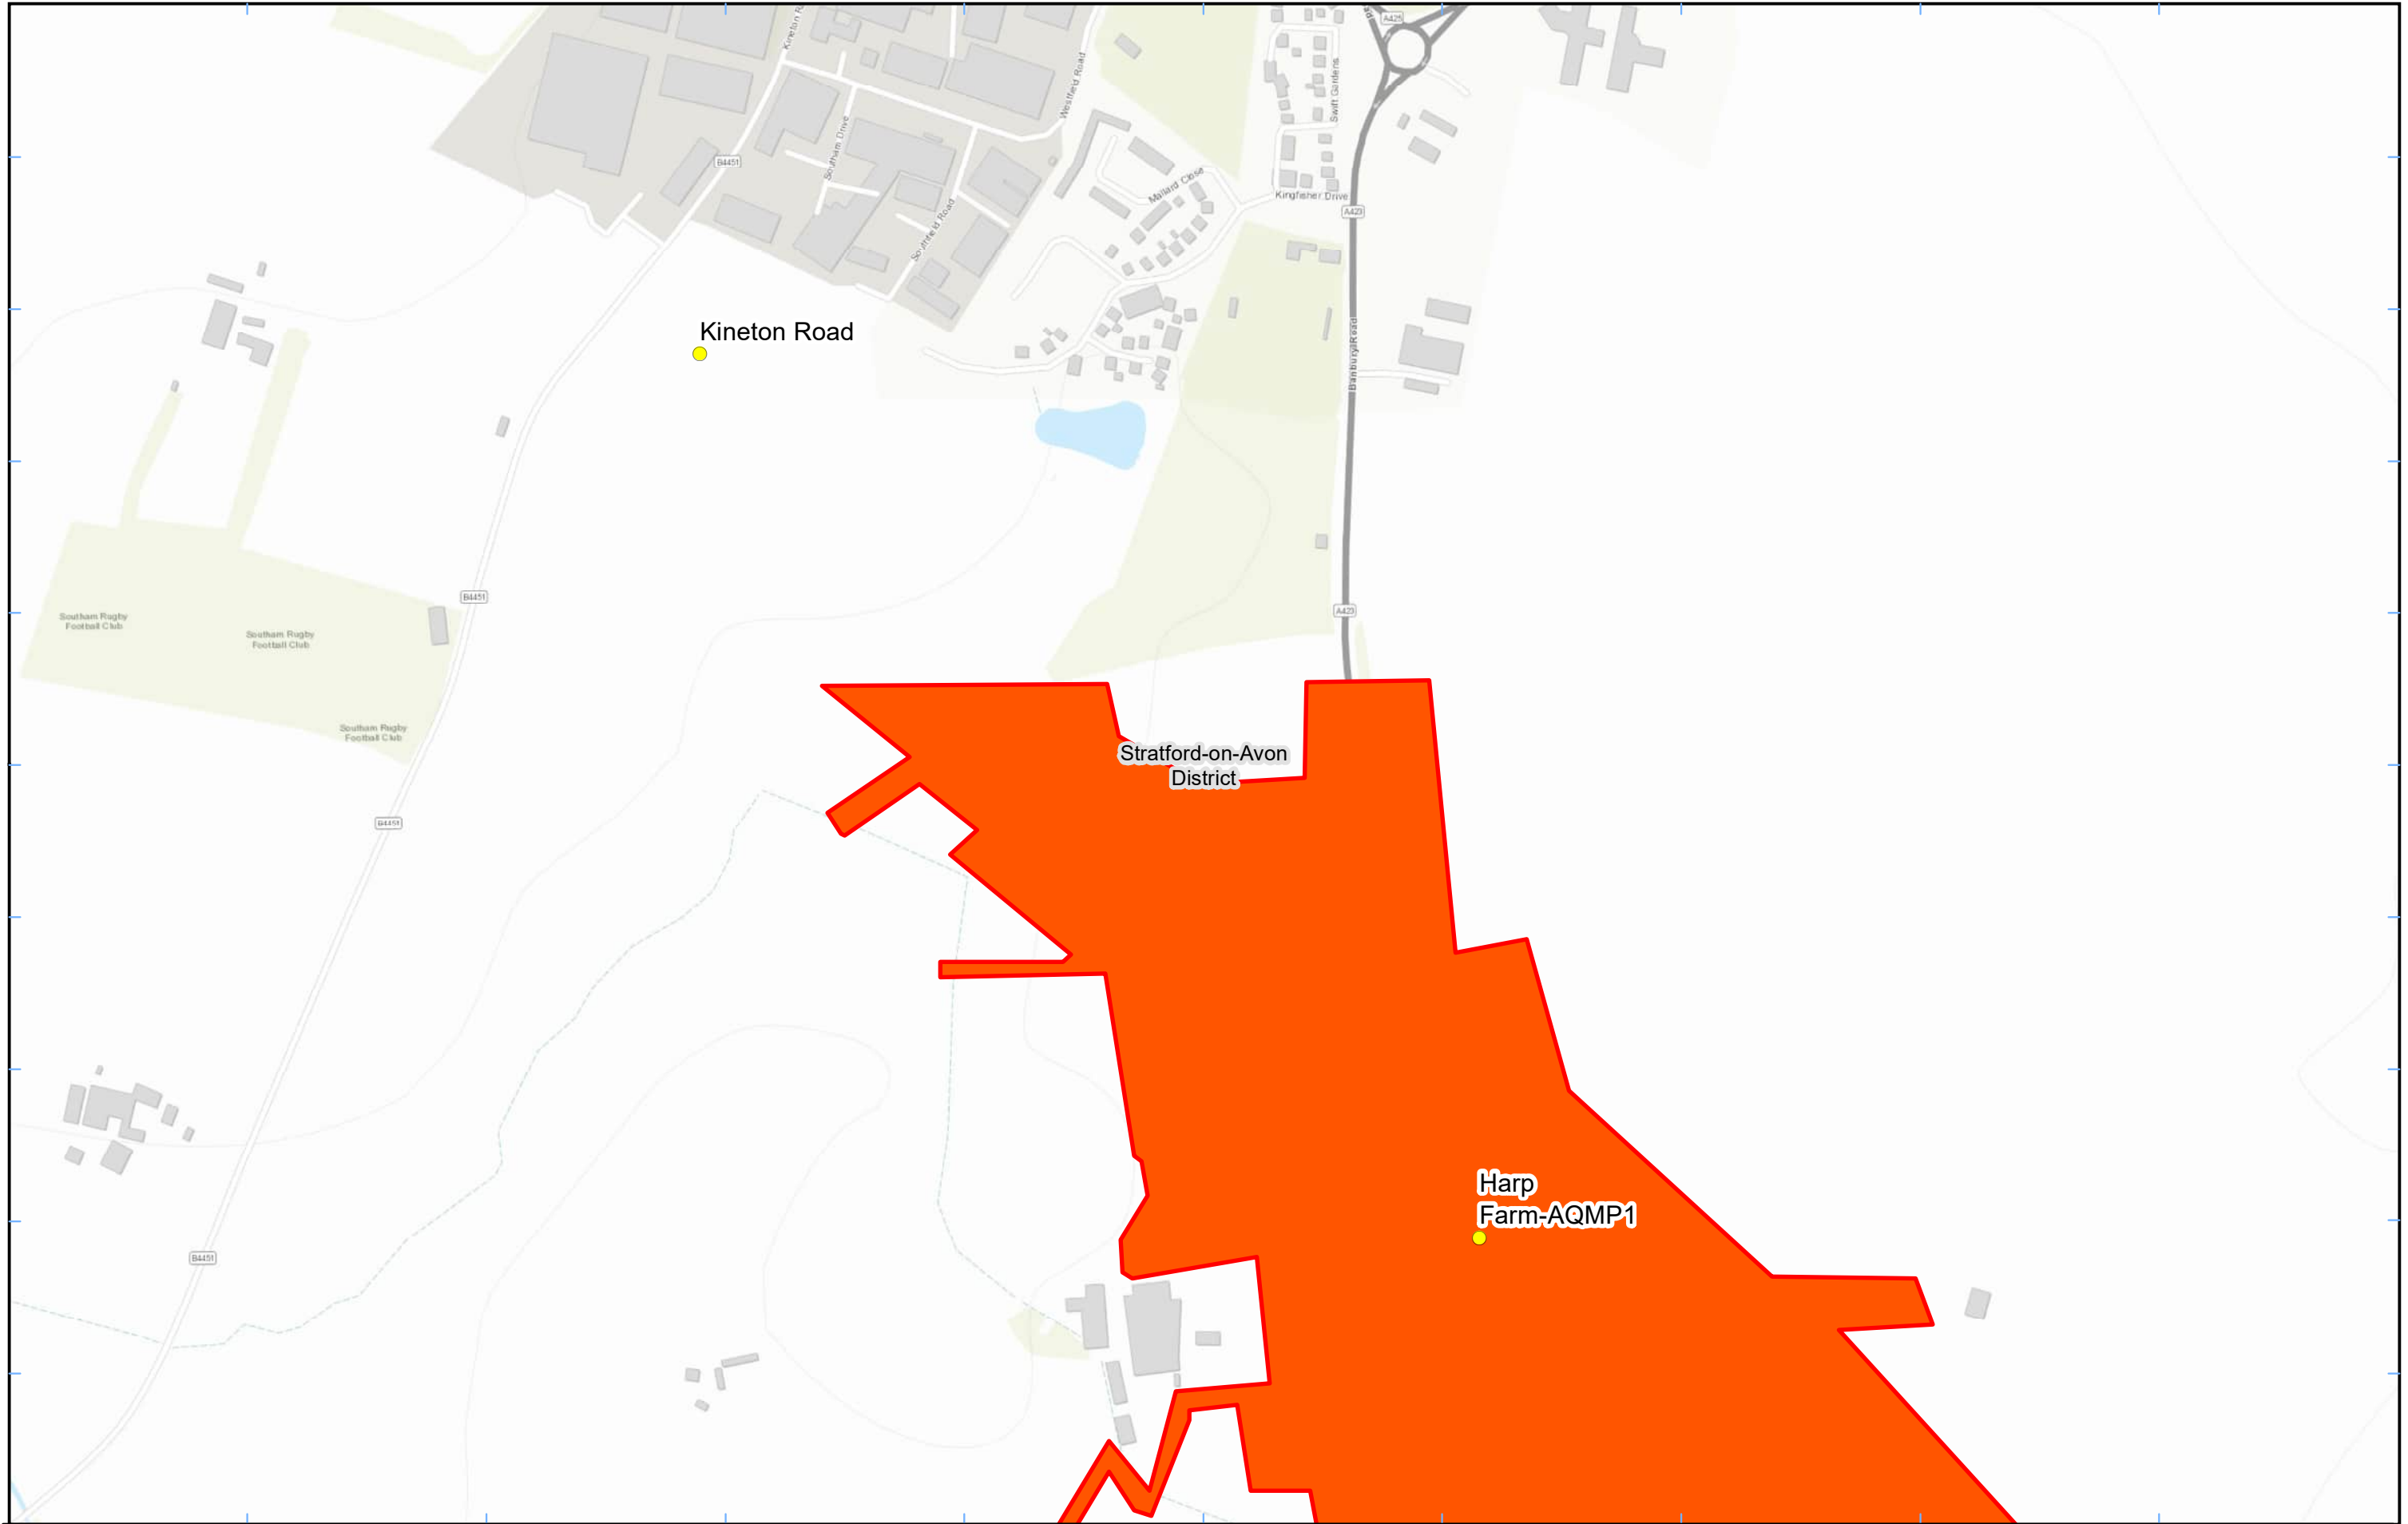 A425
Kineton R
Westfield Road
Swift Gardens
B4451
Southam Drive
Mallard Close
Kingfisher Drive
A423
Southfield Road
Kineton Road
Banbury Road
B4451
A423
Southam Rugby
Football Club
Southam Rugby
Football Club
Southam Rugby
Football Club
Stratford-on-Avon
District
B4451
Harp
Farm-AQMP1
B4451